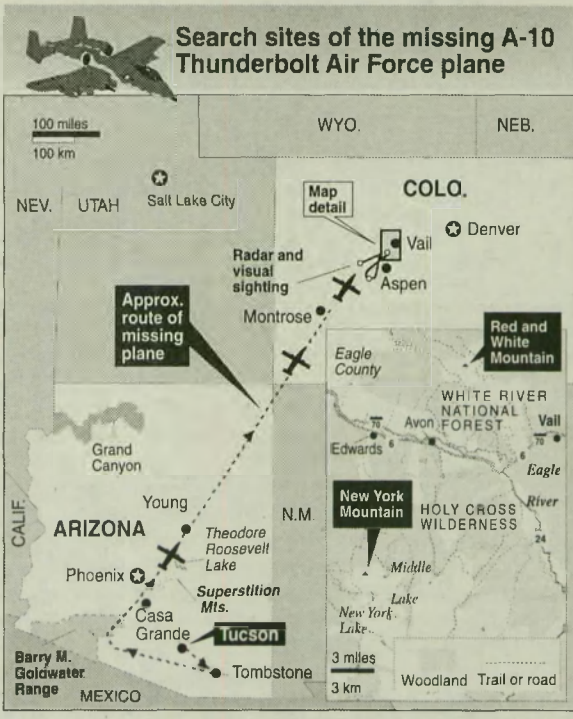 Search sites of the missing A-10
Thunderbolt Air Force plane
100 miles
100 km
WYO.
NEB.
NEV.
UTAH
Salt Lake City
Map
detail
COLO.
Denver
Vail
Aspen
Radar and
visual
sighting
Montrose
Approx.
route of
missing
plane
Grand
Canyon
CALIF.
ARIZONA
Young
N.M.
Theodore
Roosevelt
Lake
Phoenix
Superstition
Mts.
Casa
Grande
Tucson
Barry M.
Goldwater
Range
Tombstone
MEXICO
Eagle
County
Red and
White
Mountain
WHITE RIVER
NATIONAL
FOREST
70
Avon
Edwards
6
6
70
Vail
Eagle
River
New York
Mountain
HOLY CROSS
WILDERNESS
24
Middle
Lake
New York
Lake
3 miles
3 km
Woodland
Trail or road